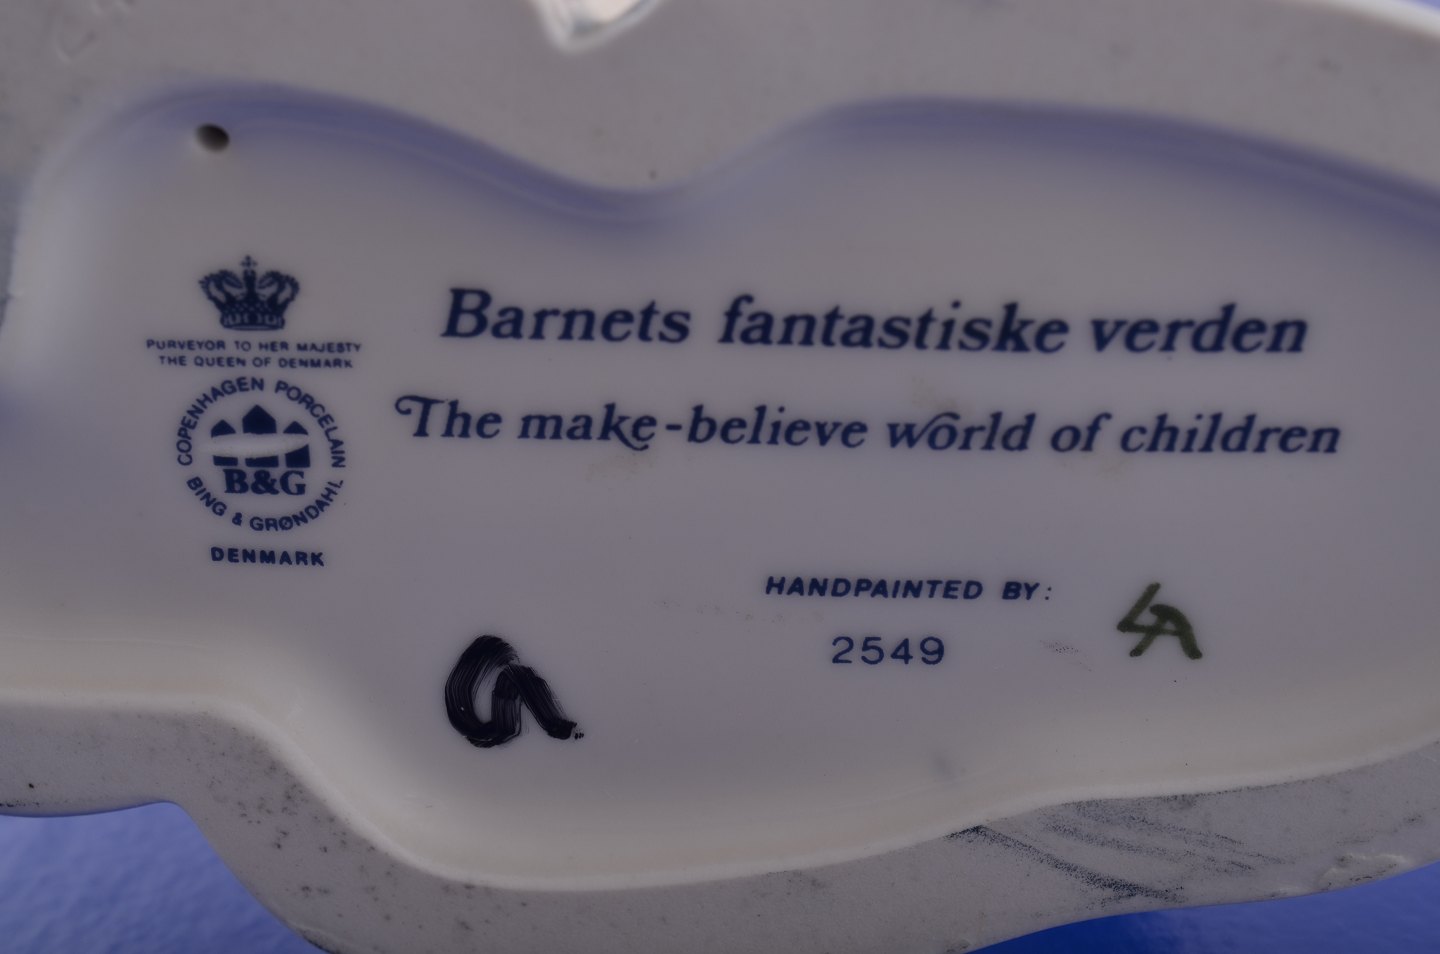 PURVEYOR TO HER MAJESTY
THE QUEEN OF DENMARK
COPENHAGEN PORCELAIN
B&G
BING & GRØNDAHL
DENMARK
Barnets fantastiske verden
The make-believe world of children
HANDPAINTED BY:
2549